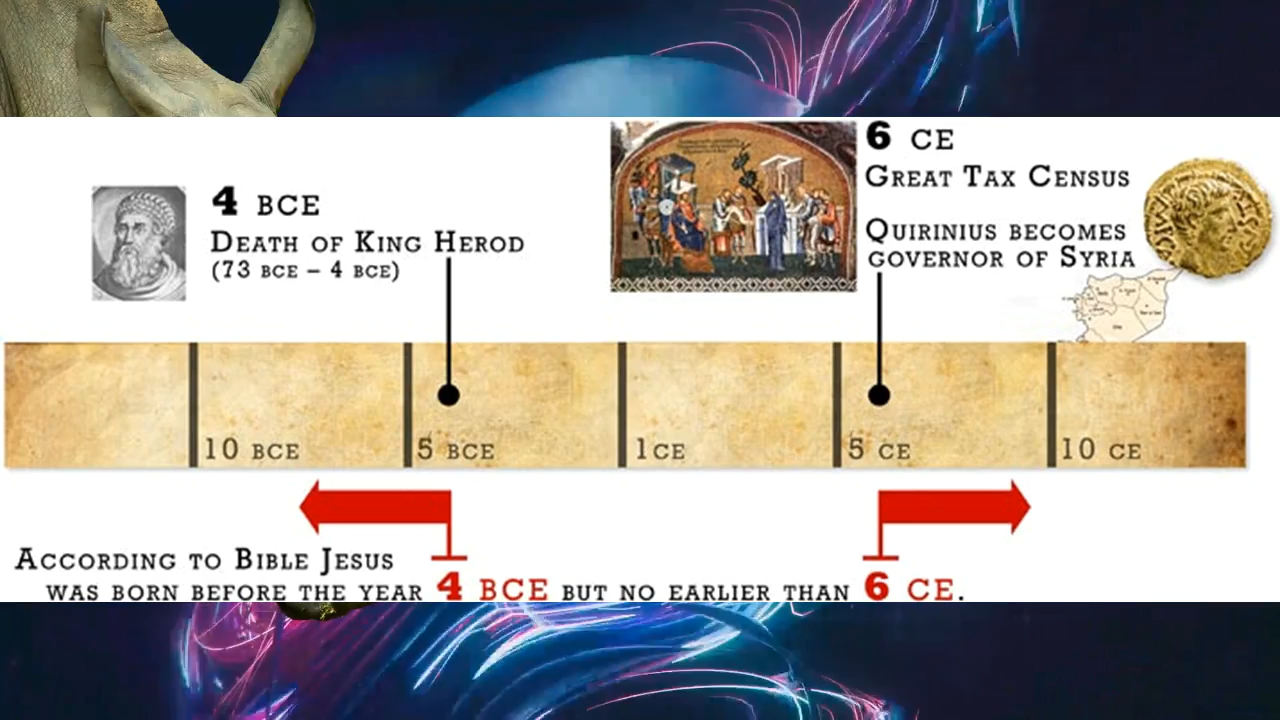 4 BCE
DEATH OF KING HEROD
(73 BCE – 4 BCE)
6 CE
GREAT TAX CENSUS
QUIRINIUS BECOMES
GOVERNOR OF SYRIA
10 BCE
5 BCE
1CE
5 CE
10 CE
ACCORDING TO BIBLE JESUS
WAS BORN BEFORE THE YEAR 4 BCE BUT NO EARLIER THAN 6 CE.